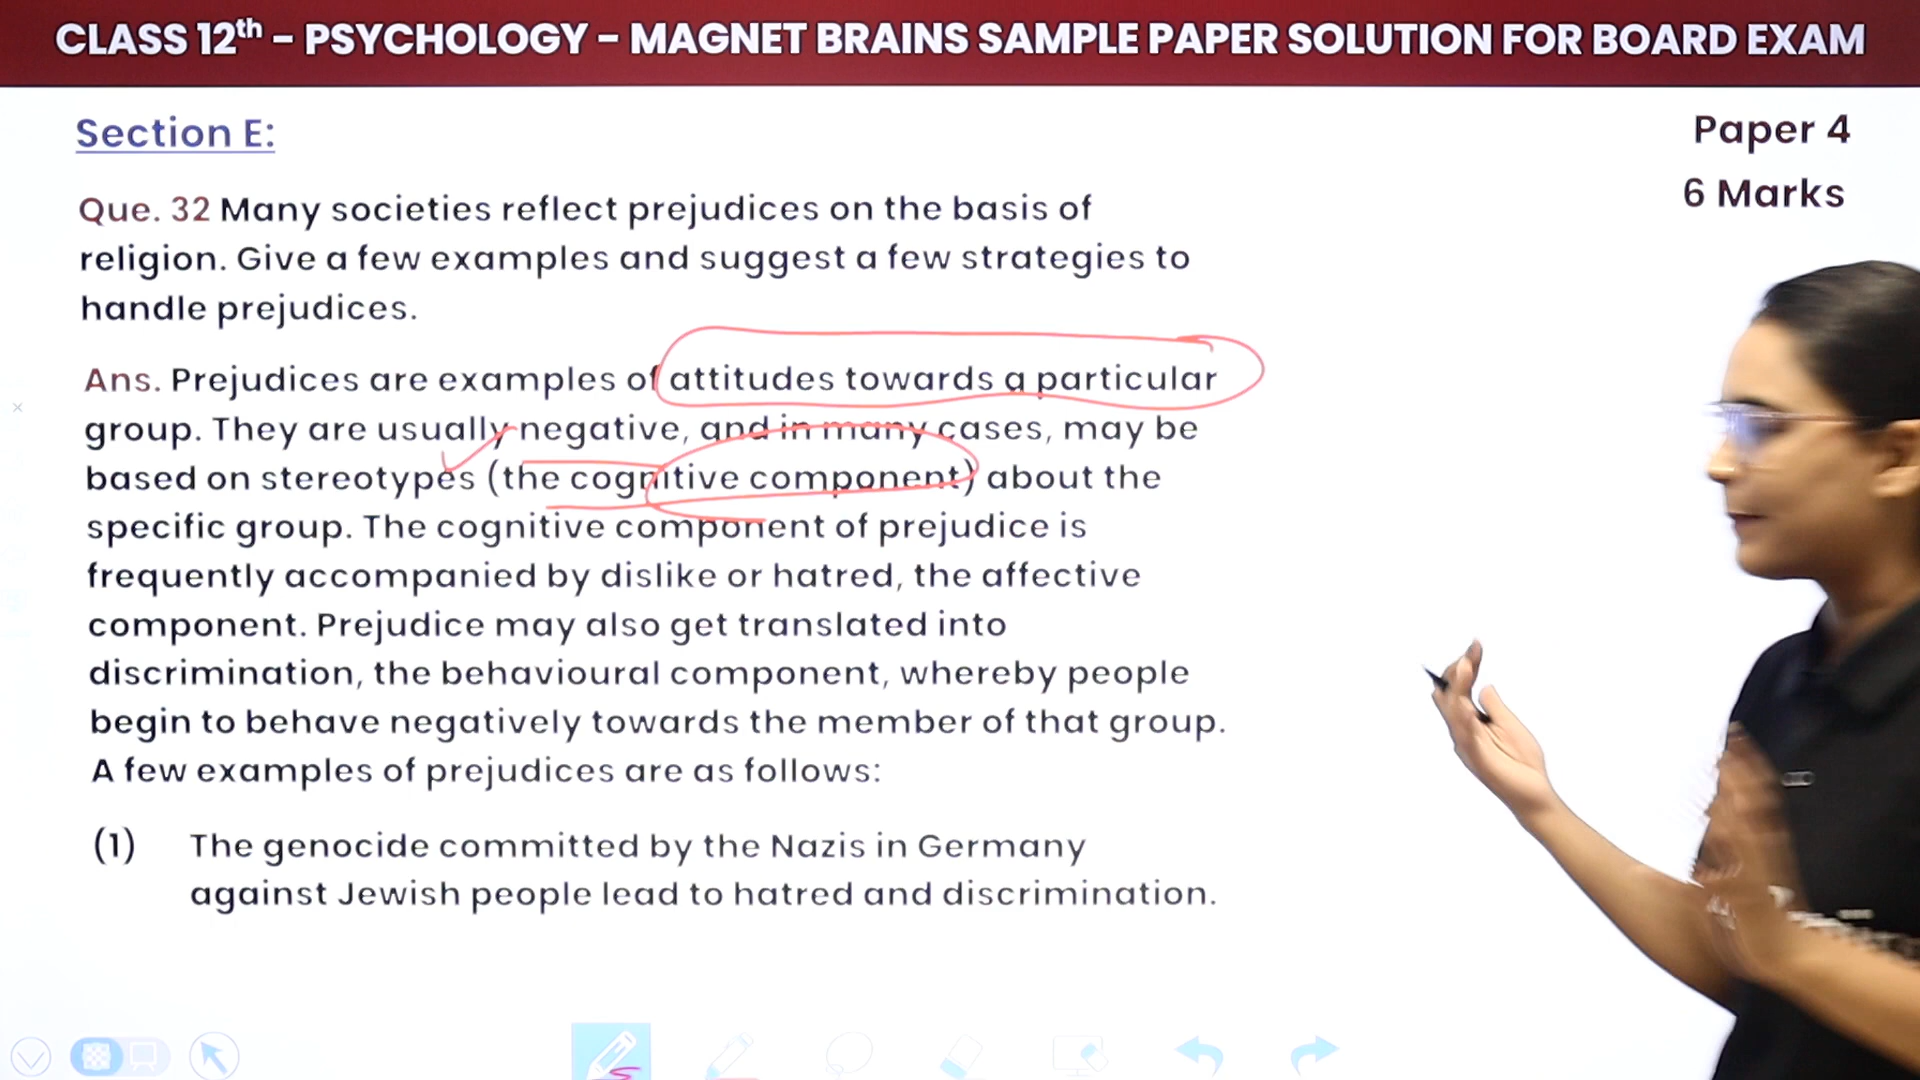 CLASS 12th – PSYCHOLOGY – MAGNET BRAINS SAMPLE PAPER SOLUTION FOR BOARD EXAM
Section E:
Paper 4
6 Marks
Que. 32 Many societies reflect prejudices on the basis of
religion. Give a few examples and suggest a few strategies to
handle prejudices.
Ans. Prejudices are examples of attitudes towards a particular
group. They are usually negative, and in many cases, may be
based on stereotypes (the cognitive component) about the
specific group. The cognitive component of prejudice is
frequently accompanied by dislike or hatred, the affective
component. Prejudice may also get translated into
discrimination, the behavioural component, whereby people
begin to behave negatively towards the member of that group.
A few examples of prejudices are as follows:
(1) The genocide committed by the Nazis in Germany
against Jewish people lead to hatred and discrimination.